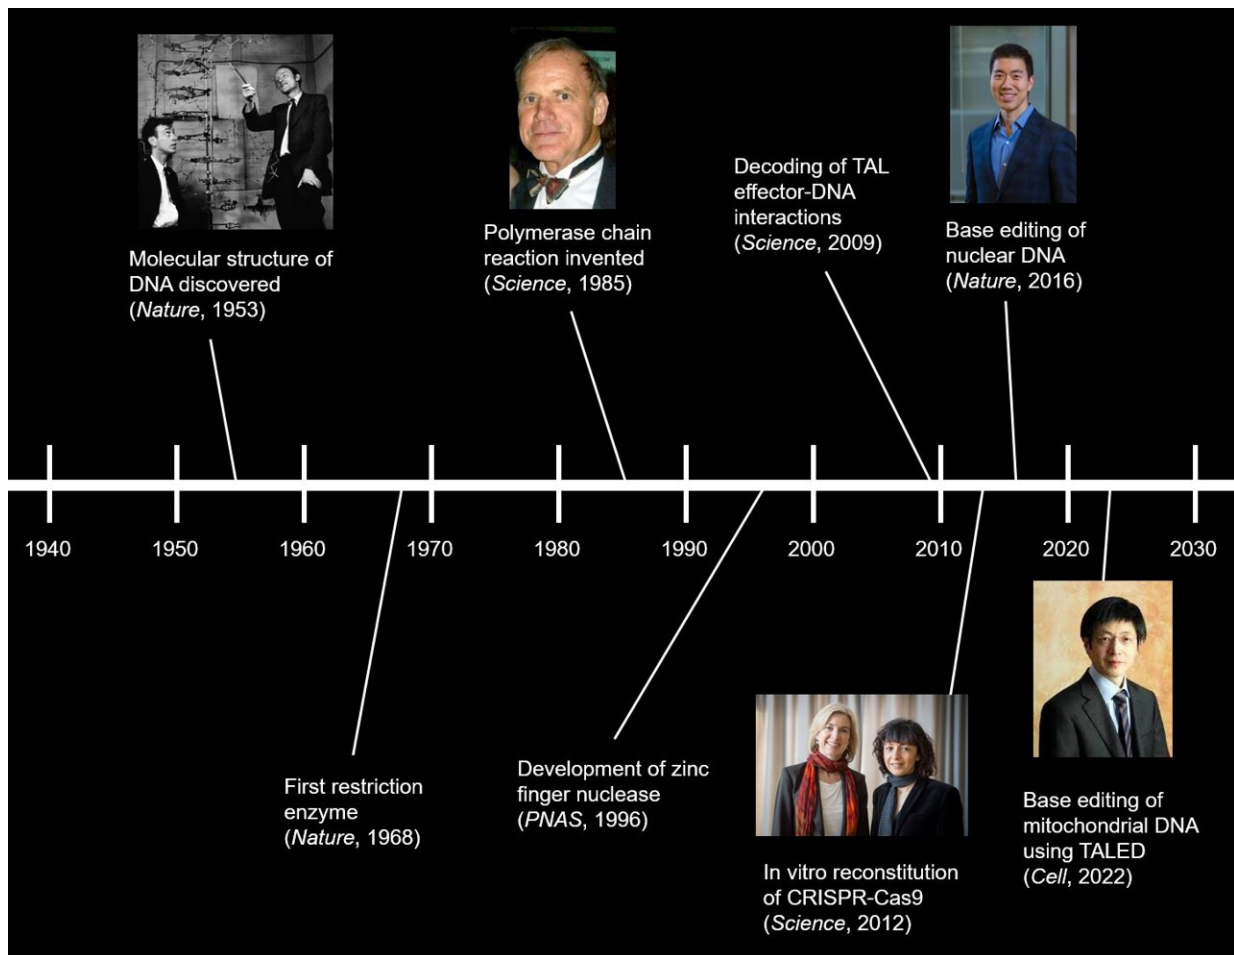 Molecular structure of
DNA discovered
(Nature, 1953)
Polymerase chain
reaction invented
(Science, 1985)
Decoding of TAL
effector-DNA
interactions
(Science, 2009)
Base editing of
nuclear DNA
(Nature, 2016)
1940 1950 1960 1970 1980 1990 2000 2010 2020 2030
First restriction
enzyme
(Nature, 1968)
Development of zinc
finger nuclease
(PNAS, 1996)
In vitro reconstitution
of CRISPR-Cas9
(Science, 2012)
Base editing of
mitochondrial DNA
using TALED
(Cell, 2022)